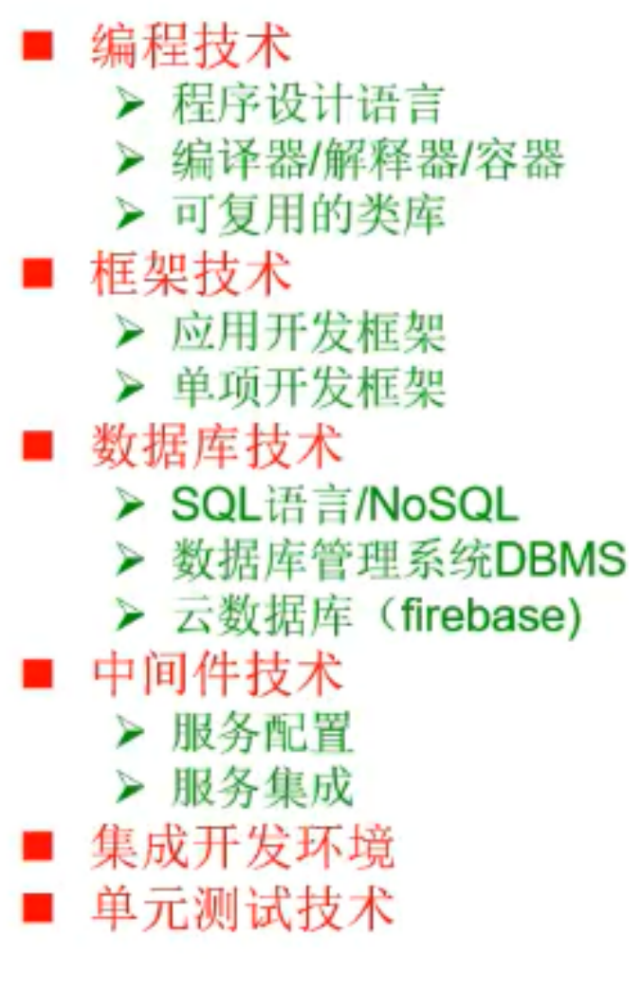 编程技术
程序设计语言
编译器/解释器/容器
可复用的类库
框架技术
应用开发框架
单项开发框架
数据库技术
SQL语言/NoSQL
数据库管理系统DBMS
云数据库（firebase)
中间件技术
服务配置
服务集成
集成开发环境
单元测试技术